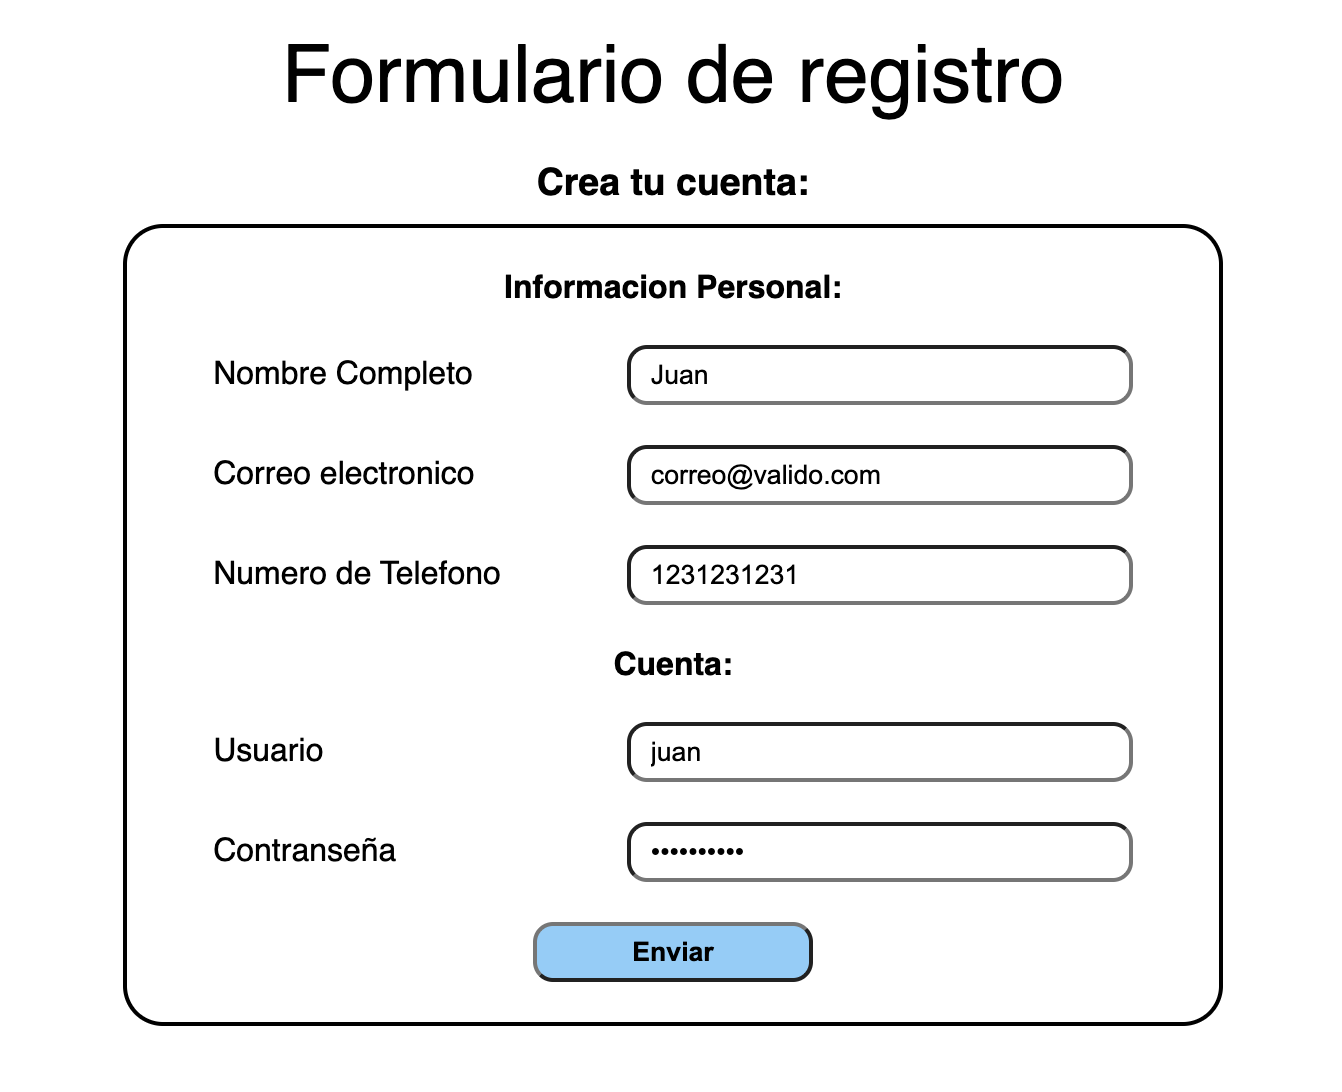 Formulario de registro
Crea tu cuenta:
Informacion Personal:
Nombre Completo Juan
Correo electronico correo@valido.com
Numero de Telefono 1231231231
Cuenta:
Usuario juan
Contranseña ••••••••••
Enviar